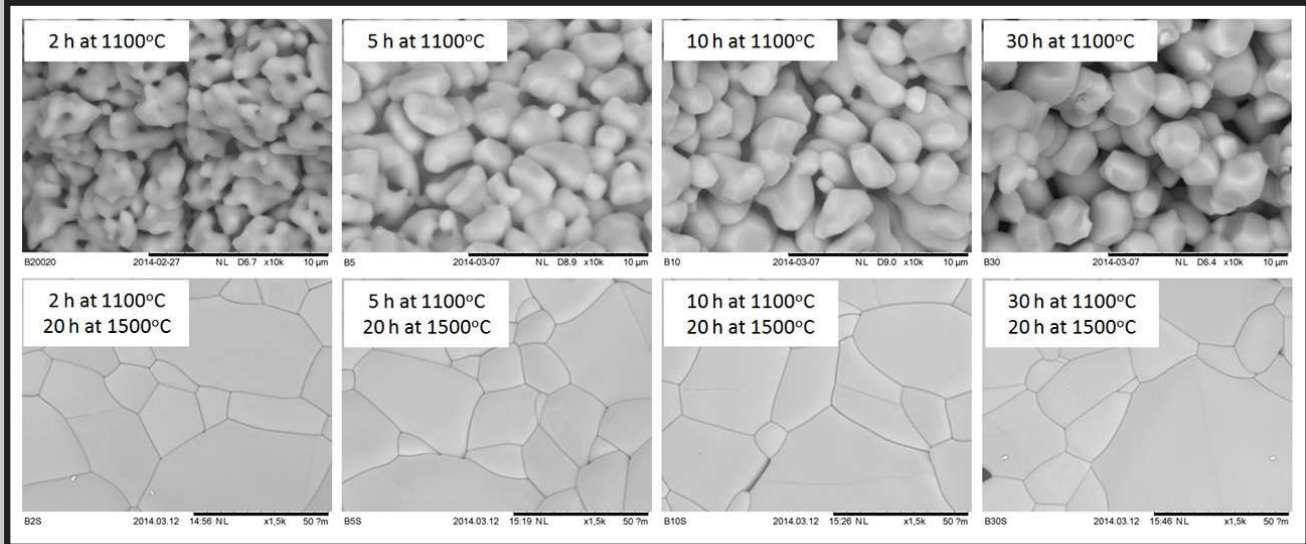 2 h at 1100°C
5 h at 1100°C
10 h at 1100°C
30 h at 1100°C
B20020 2014-02-27 NL D6.7 x10k 10 µm
B5 2014-03-07 NL D8.9 x10k 10 µm
B10 2014-03-07 NL D9.0 x10k 10 µm
B30 2014-03-07 NL D6.4 x10k 10 µm
2 h at 1100°C
20 h at 1500°C
5 h at 1100°C
20 h at 1500°C
10 h at 1100°C
20 h at 1500°C
30 h at 1100°C
20 h at 1500°C
B2S 2014.03.12 14:56 NL x1,5k 50 ?m
B5S 2014.03.12 15:19 NL x1,5k 50 ?m
B10S 2014.03.12 15:26 NL x1,5k 50 ?m
B30S 2014.03.12 15:46 NL x1,5k 50 ?m